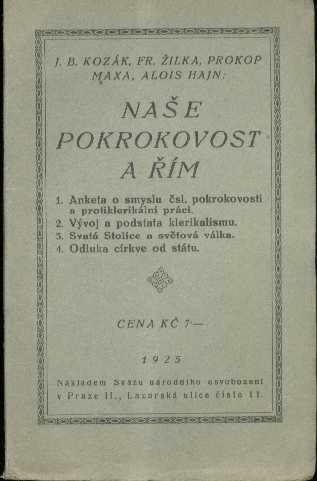 J. B. KOZÁK, FR. ŽILKA, PROKOP
MAXA, ALOIS HAJN:
NAŠE
POKROKOVOST
A ŘÍM
1. Anketa o smyslu čsl. pokrokovosti
a protiklerikální práci.
2. Vývoj a podstata klerikalismu.
3. Svatá Stolice a světová válka.
4. Odluka církve od státu.
CENA KČ 7—
1925
Nákladem Svazu národního osvobození
v Praze II., Lazarská ulice číslo 11.